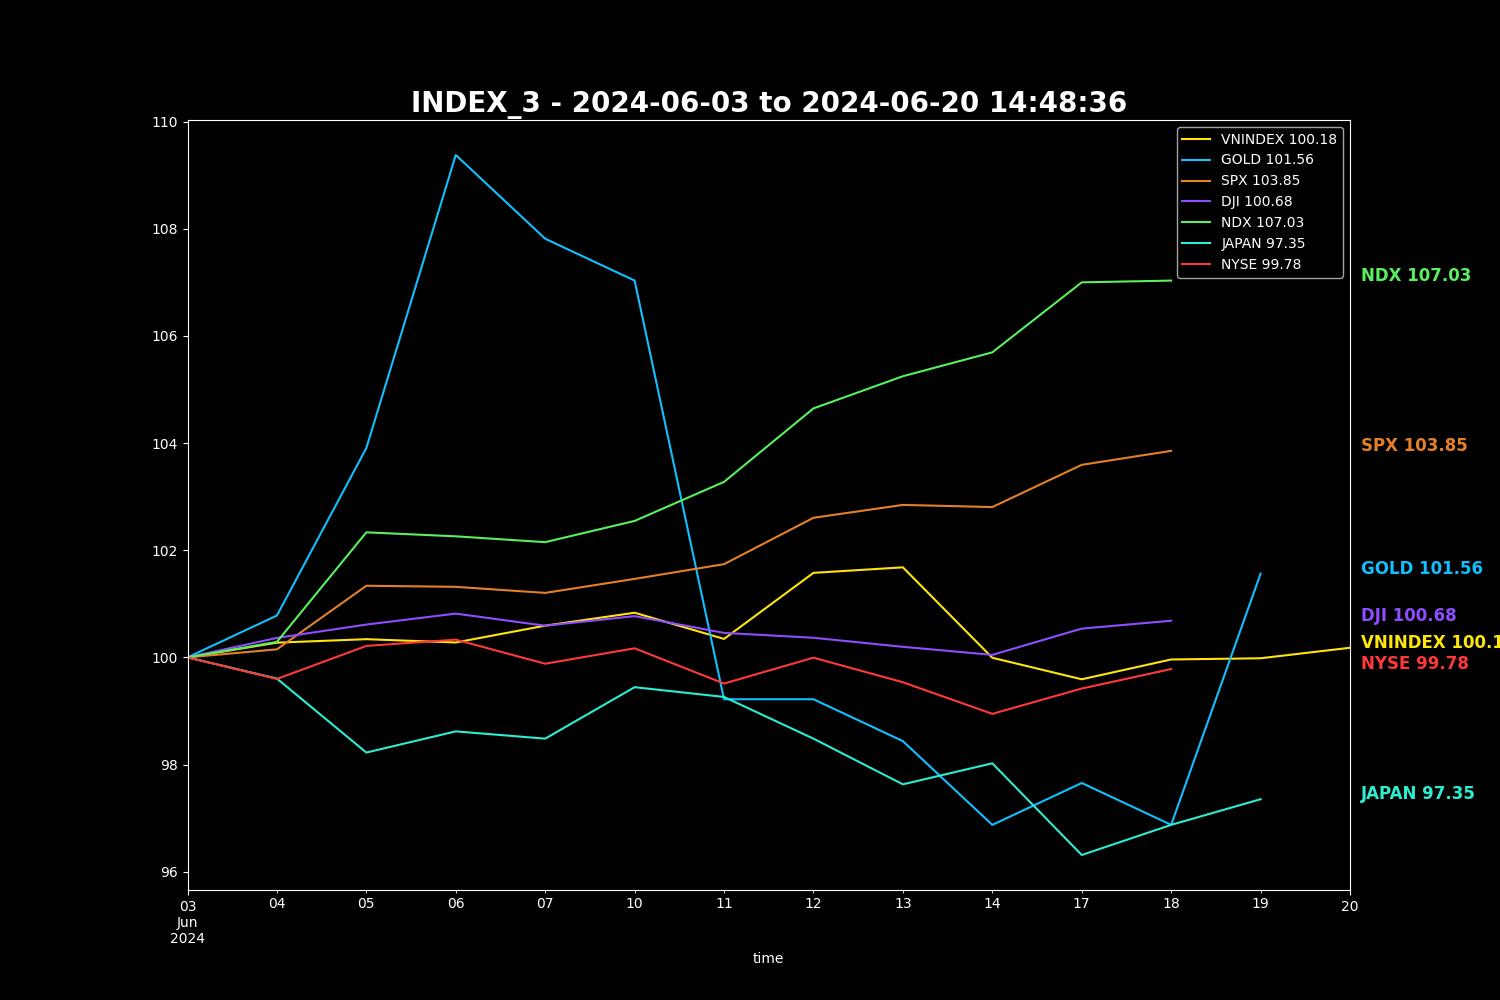 INDEX_3 - 2024-06-03 to 2024-06-20 14:48:36
110
108
106
104
102
100
98
96
VNINDEX 100.18
GOLD 101.56
SPX 103.85
DJI 100.68
NDX 107.03
JAPAN 97.35
NYSE 99.78
NDX 107.03
SPX 103.85
GOLD 101.56
DJI 100.68
VNINDEX 100.1
NYSE 99.78
JAPAN 97.35
03 04 05 06 07 10 11 12 13 14 17 18 19 20
Jun
2024
time